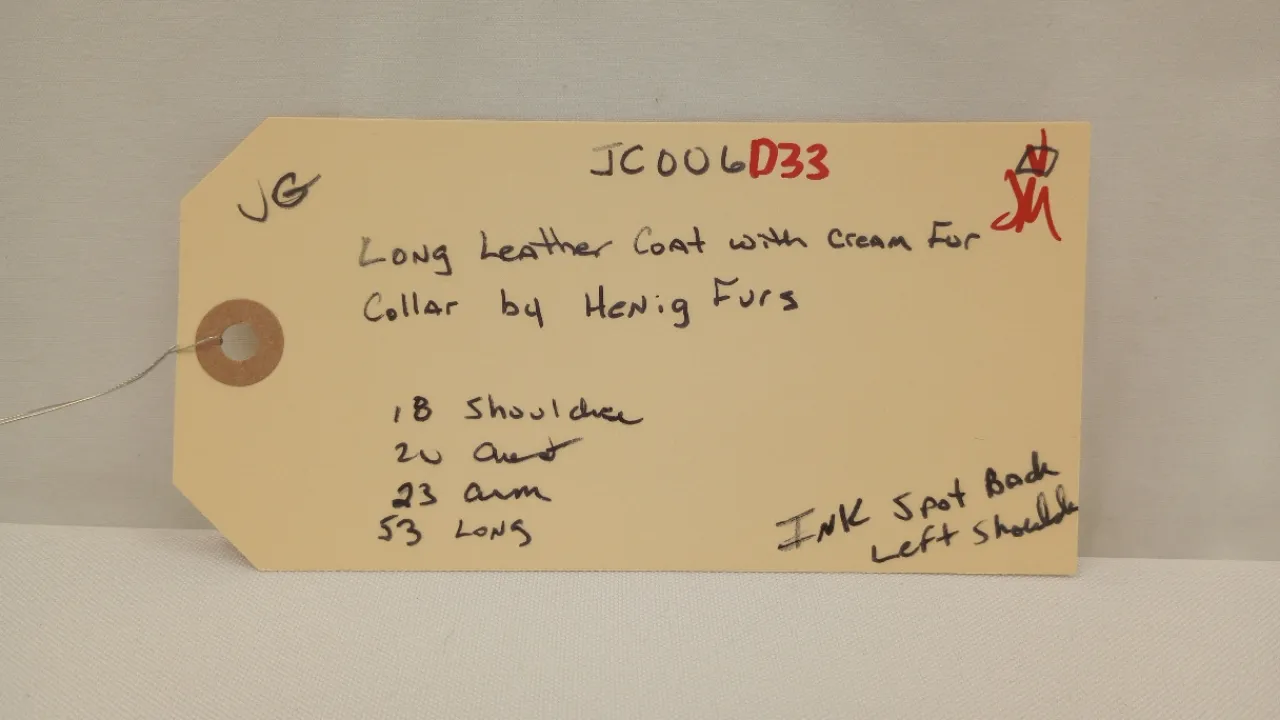 JC006D33
JG
JM
Long Leather Coat with Cream Fur
Collar by Henig Furs
18 Shoulder
20 Chest
23 arm
53 Long
Ink Spot Back
Left Shoulder